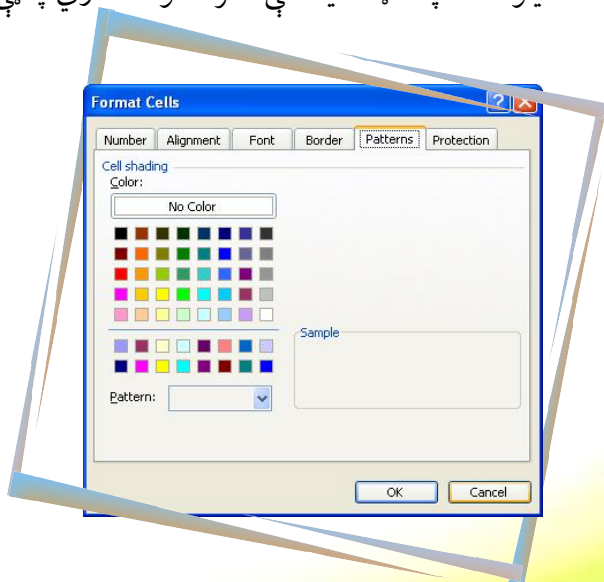 Format Cells
Number Alignment Font Border Patterns Protection
Cell shading
Color:
No Color
Sample
Pattern:
OK Cancel